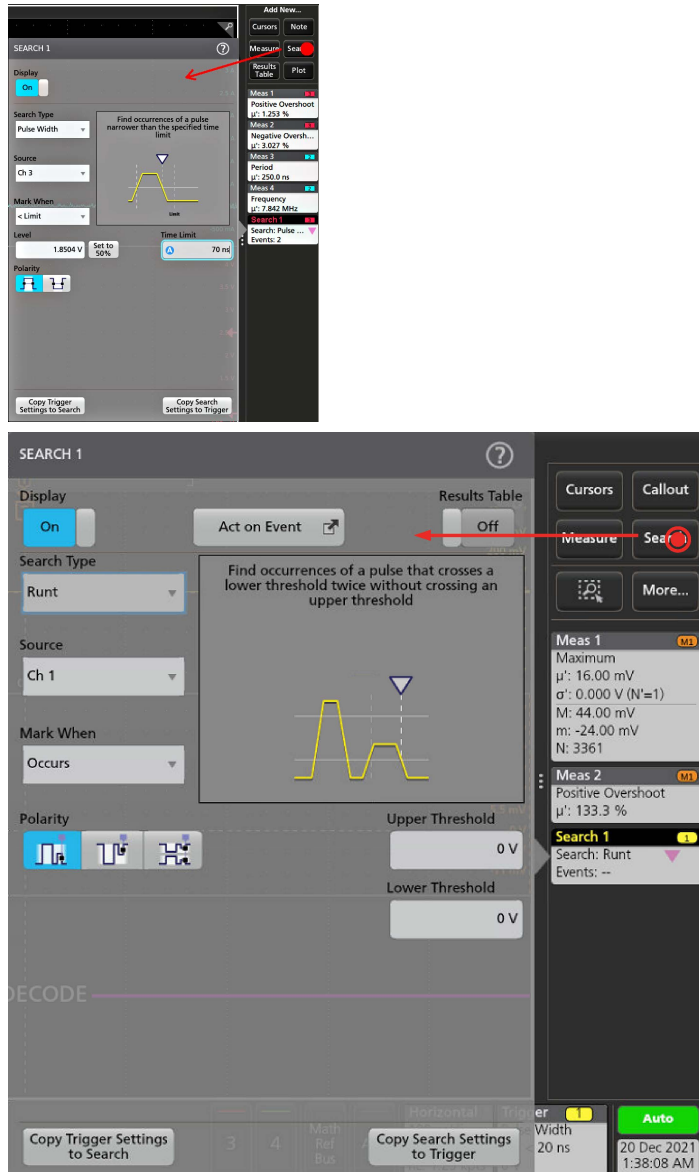 Add New...
Cursors
Note
SEARCH 1
?
Measure
Results
Table
Plot
Display
On
Meas 1
Positive Overshoot
µ': 1.253 %
Meas 2
Negative Oversh...
µ': 3.027 %
Meas 3
Period
µ': 250.0 ns
Meas 4
Frequency
µ': 7.842 MHz
Search 1
Search: Pulse ...
Events: 2
Search Type
Pulse Width
Find occurrences of a pulse
narrower than the specified time
limit
Source
Ch 3
Mark When
< Limit
Limit
Level
1.8504 V
Set to
50%
Time Limit
A
70 ns
Polarity
Copy Trigger
Settings to Search
Copy Search
Settings to Trigger
SEARCH 1
?
Cursors
Callout
Display
On
Act on Event
Results Table
Off
Measure
Search
More...
Search Type
Runt
Find occurrences of a pulse that crosses a
lower threshold twice without crossing an
upper threshold
Source
Ch 1
Mark When
Occurs
Meas 1
M1
Maximum
µ': 16.00 mV
σ': 0.000 V (N'=1)
M: 44.00 mV
m: -24.00 mV
N: 3361
Meas 2
M1
Positive Overshoot
µ': 133.3 %
Search 1
1
Search: Runt
Events: --
Polarity
Upper Threshold
0 V
Lower Threshold
0 V
DECODE
Horizontal
Trigger
1
Width
< 20 ns
3
4
Math
Ref
Bus
Auto
20 Dec 2021
1:38:08 AM
Copy Trigger Settings
to Search
Copy Search Settings
to Trigger